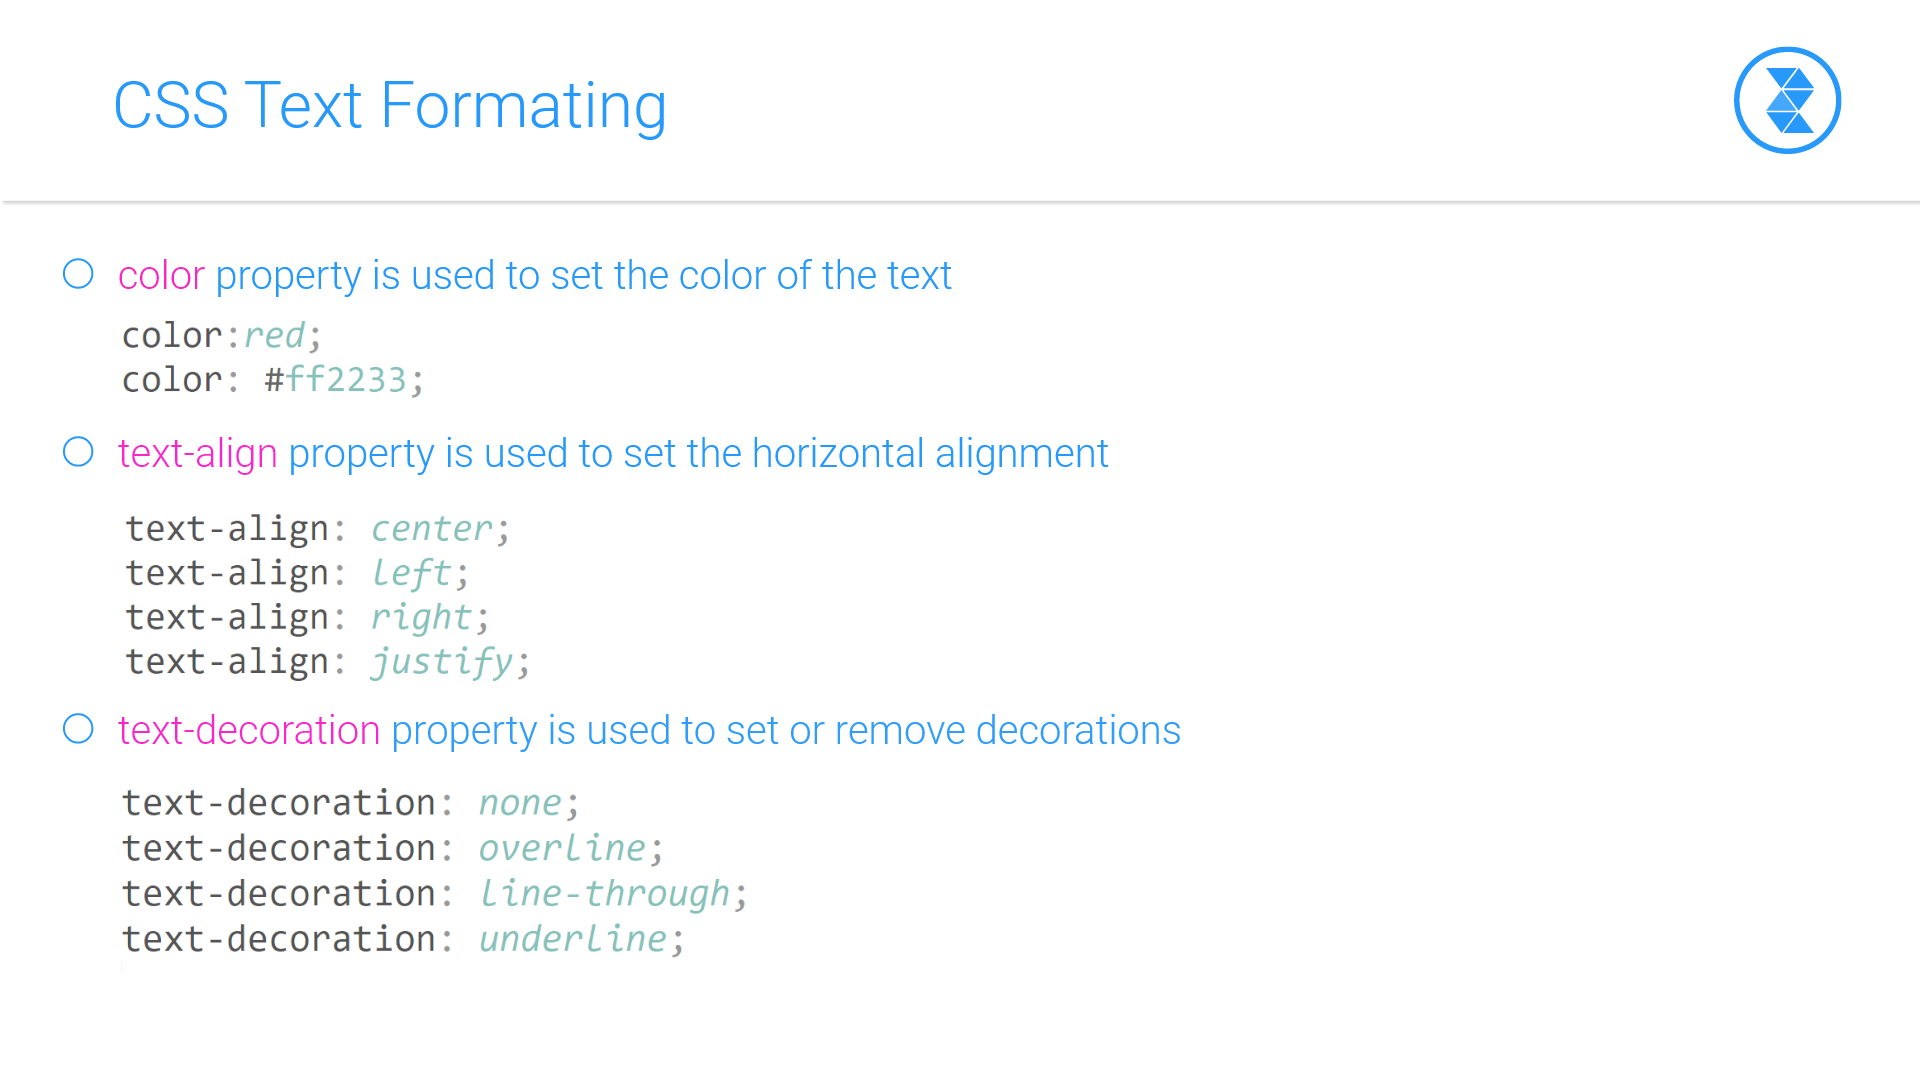 CSS Text Formating
color property is used to set the color of the text
color:red;
color: #ff2233;
text-align property is used to set the horizontal alignment
text-align: center;
text-align: left;
text-align: right;
text-align: justify;
text-decoration property is used to set or remove decorations
text-decoration: none;
text-decoration: overline;
text-decoration: line-through;
text-decoration: underline;